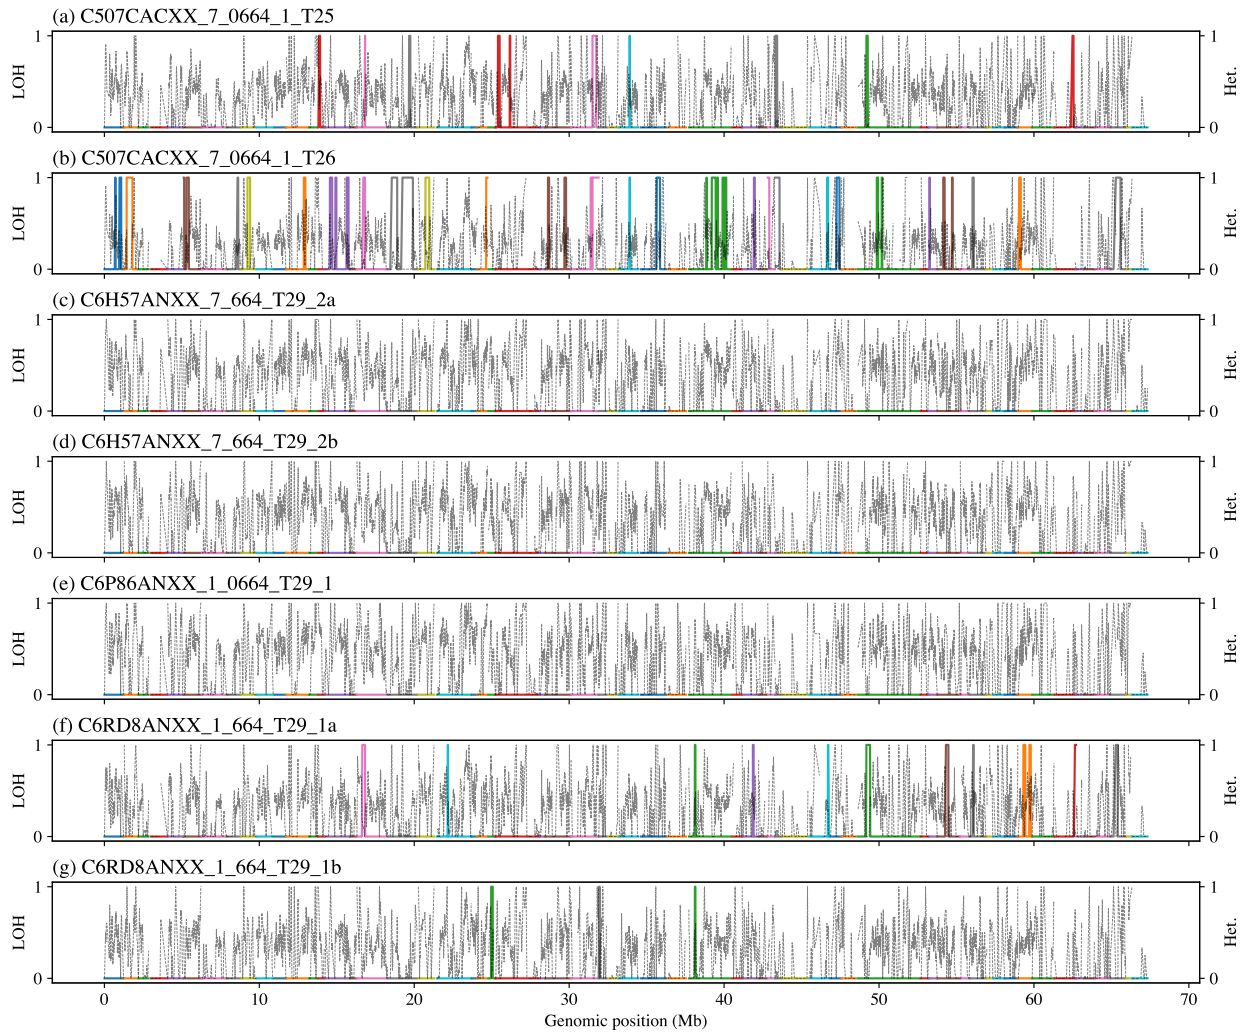 (a) C507CACXX_7_0664_1_T25
1
0
LOH
1
0
Het.
(b) C507CACXX_7_0664_1_T26
1
0
LOH
1
0
Het.
(c) C6H57ANXX_7_664_T29_2a
1
0
LOH
1
0
Het.
(d) C6H57ANXX_7_664_T29_2b
1
0
LOH
1
0
Het.
(e) C6P86ANXX_1_0664_T29_1
1
0
LOH
1
0
Het.
(f) C6RD8ANXX_1_664_T29_1a
1
0
LOH
1
0
Het.
(g) C6RD8ANXX_1_664_T29_1b
1
0
LOH
1
0
Het.
0 10 20 30 40 50 60 70
Genomic position (Mb)